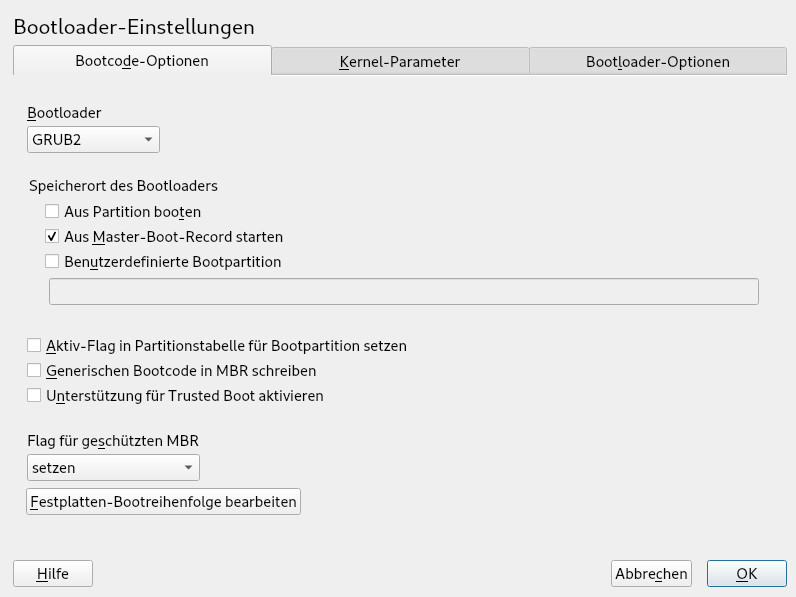 Bootloader-Einstellungen
Bootcode-Optionen
Kernel-Parameter
Bootloader-Optionen
Bootloader
GRUB2
Speicherort des Bootloaders
Aus Partition booten
Aus Master-Boot-Record starten
Benutzerdefinierte Bootpartition
Aktiv-Flag in Partitionstabelle für Bootpartition setzen
Generischen Bootcode in MBR schreiben
Unterstützung für Trusted Boot aktivieren
Flag für geschützten MBR
setzen
Festplatten-Bootreihenfolge bearbeiten
Hilfe
Abbrechen
OK